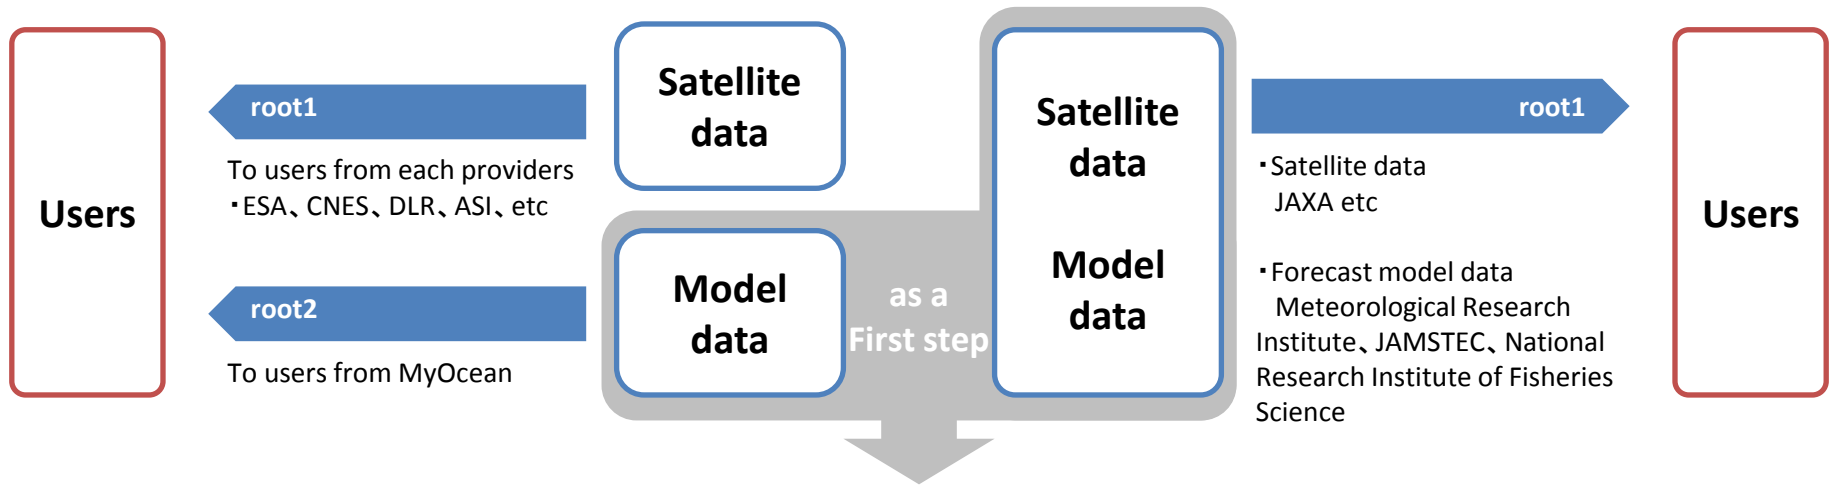 Users
root1
To users from each providers
・ESA、CNES、DLR、ASI、etc
root2
To users from MyOcean
Satellite
data
Model
data
as a
First step
Satellite
data
Model
data
root1
・Satellite data
JAXA etc
・Forecast model data
Meteorological Research
Institute、JAMSTEC、National
Research Institute of Fisheries
Science
Users